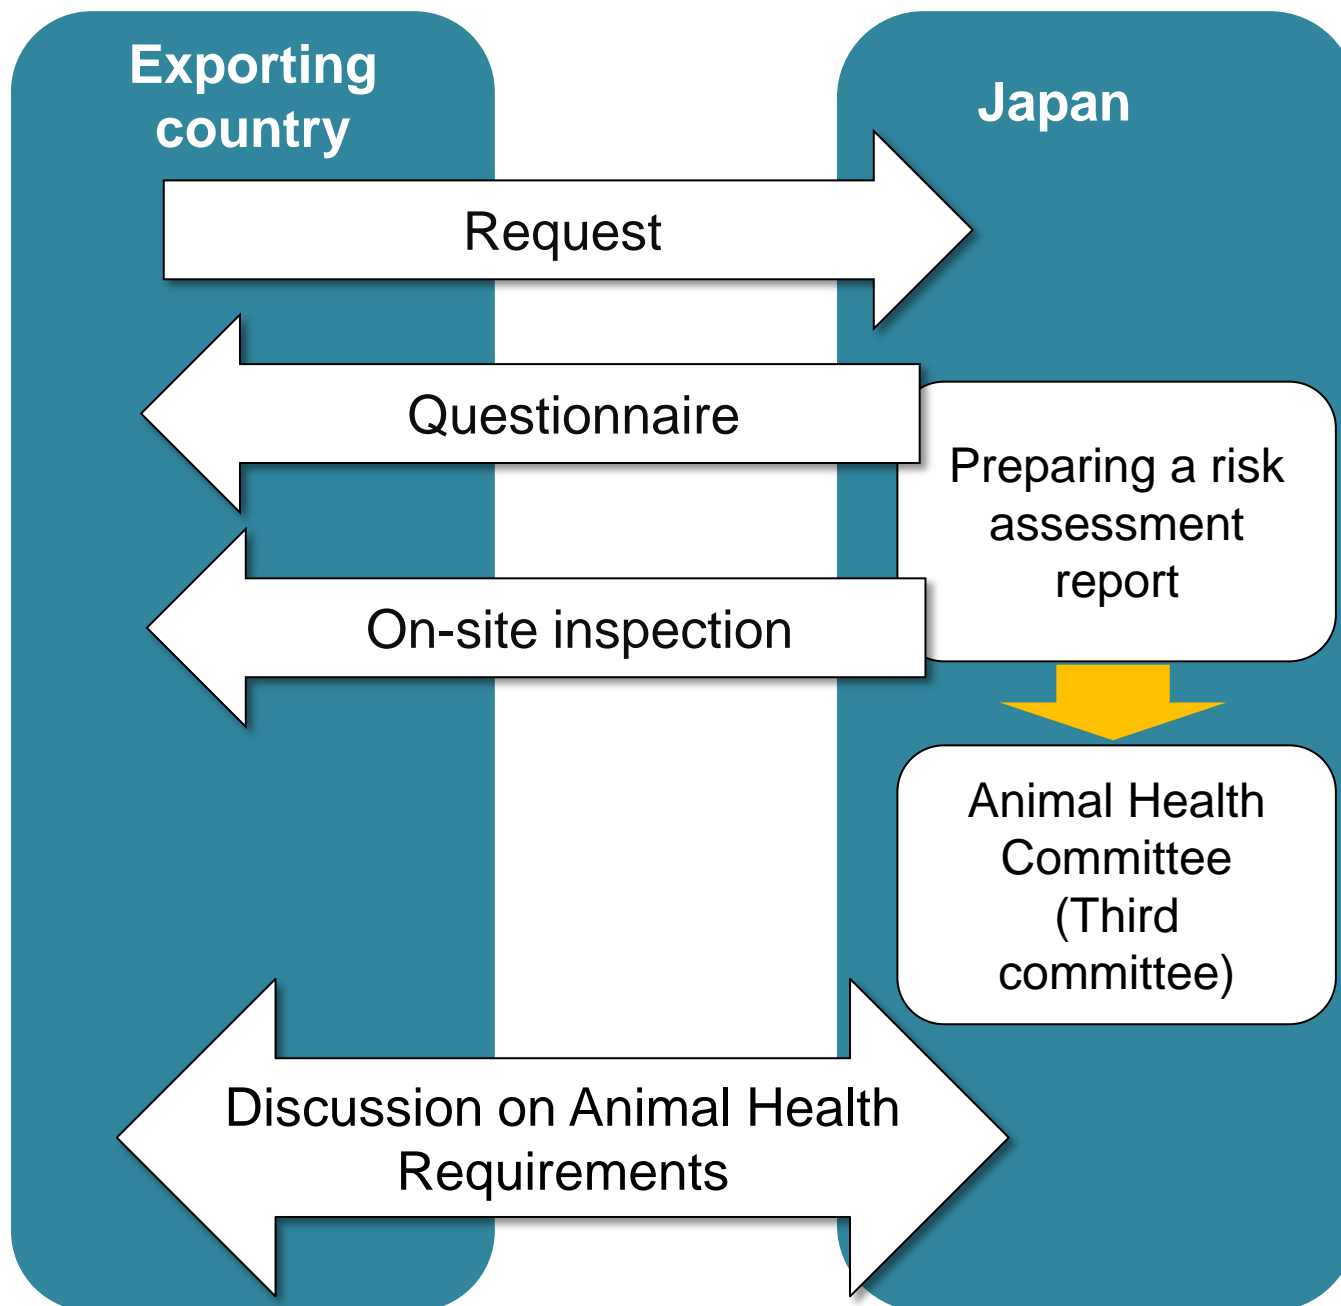 Exporting
country
Japan
Request
Questionnaire
Preparing a risk
assessment
report
On-site inspection
Animal Health
Committee
(Third
committee)
Discussion on Animal Health
Requirements